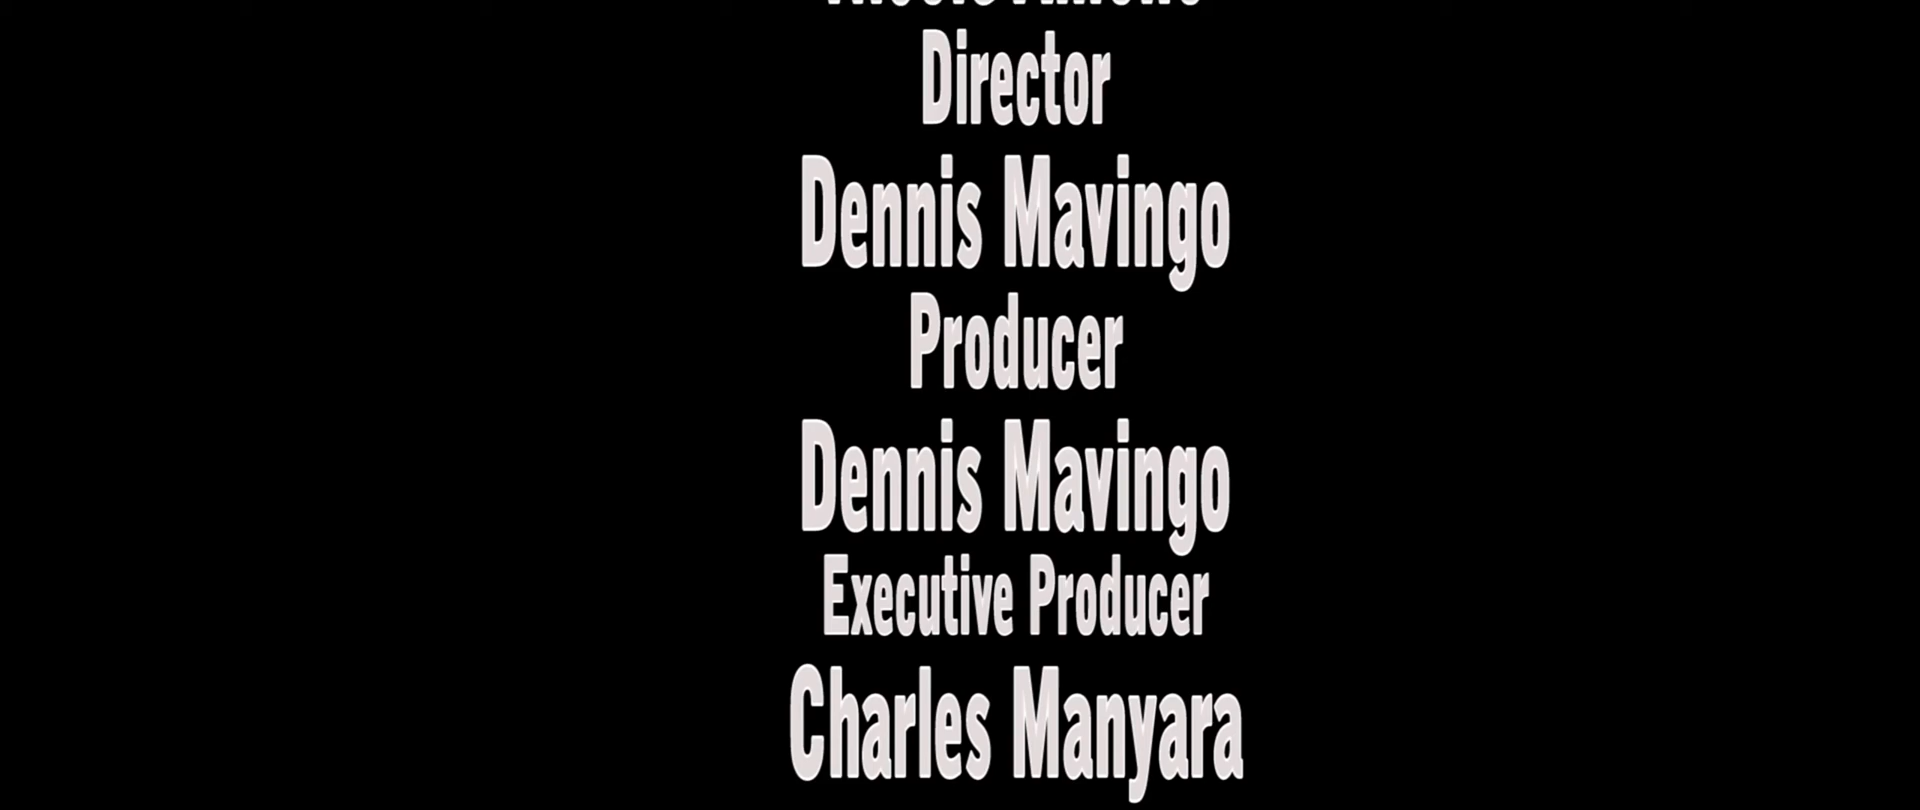 Director
Dennis Mavingo
Producer
Dennis Mavingo
Executive Producer
Charles Manyara